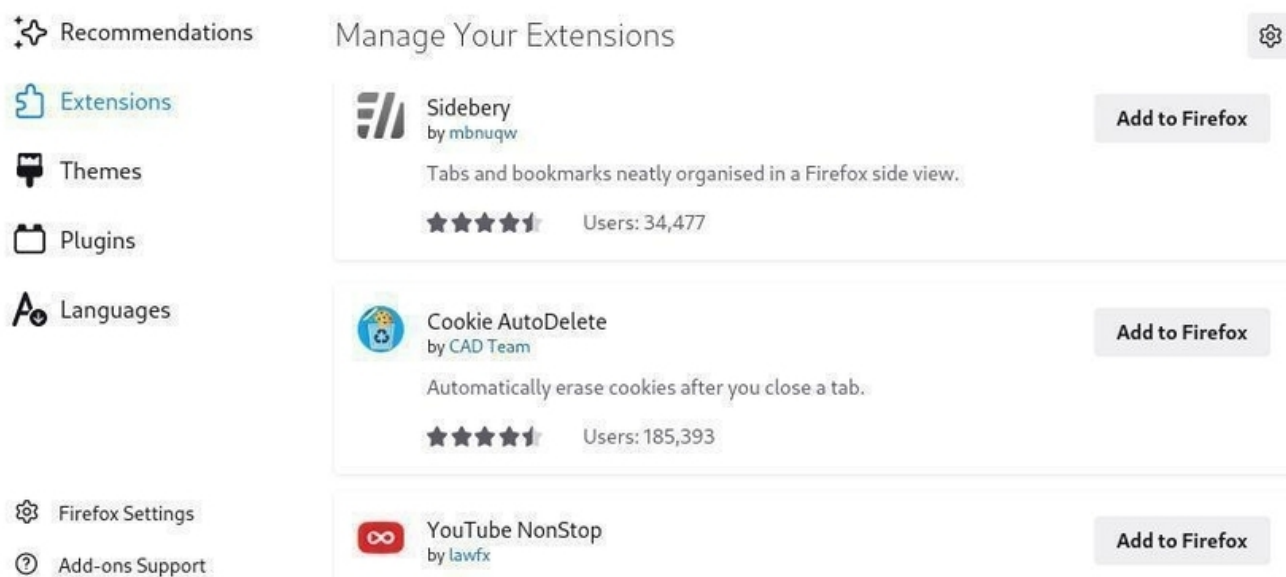 Recommendations
Extensions
Themes
Plugins
Languages
Firefox Settings
Add-ons Support
Manage Your Extensions
Sidebery
by mbnuqw
Add to Firefox
Tabs and bookmarks neatly organised in a Firefox side view.
Users: 34,477
Cookie AutoDelete
by CAD Team
Add to Firefox
Automatically erase cookies after you close a tab.
Users: 185,393
YouTube NonStop
by lawfx
Add to Firefox